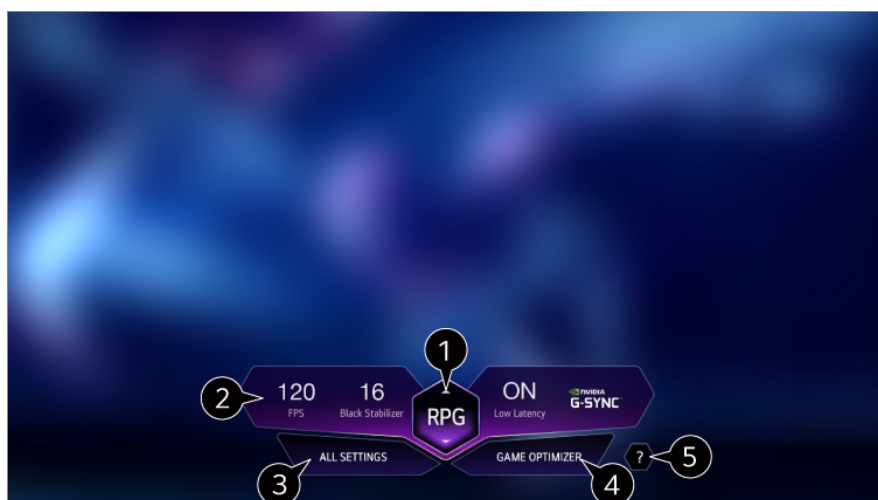 1
2
120
FPS
16
Black Stabilizer
RPG
ON
Low Latency
NVIDIA
G-SYNC
ALL SETTINGS
GAME OPTIMIZER
?
3
4
5